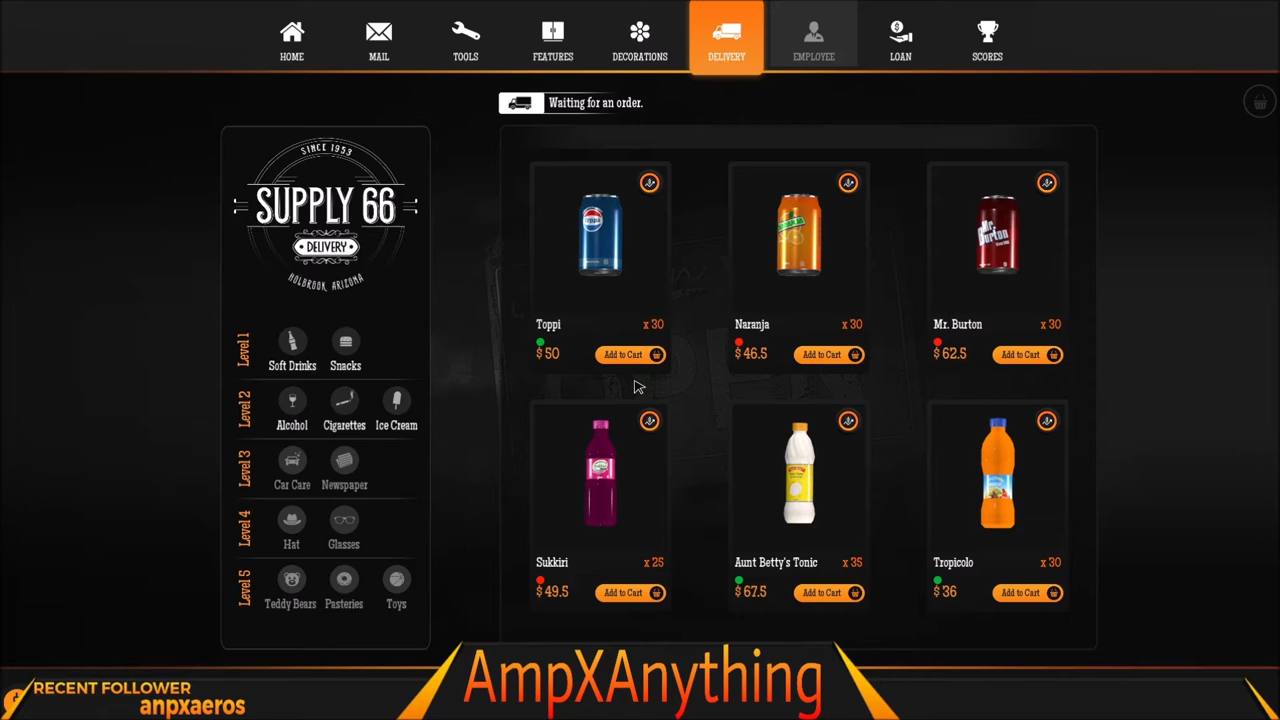 HOME MAIL TOOLS FEATURES DECORATIONS DELIVERY EMPLOYEE LOAN SCORES
Waiting for an order.
SINCE 1953
SUPPLY 66
DELIVERY
HOLBROOK, ARIZONA
Level 1
Soft Drinks Snacks
Level 2
Alcohol Cigarettes Ice Cream
Level 3
Car Care Newspaper
Level 4
Hat Glasses
Level 5
Teddy Bears Pasteries Toys
Mr. Burton
Toppi x 30
$ 50 Add to Cart
Naranja x 30
$ 46.5 Add to Cart
Mr. Burton x 30
$ 62.5 Add to Cart
Sukkiri x 25
$ 49.5 Add to Cart
Aunt Betty's Tonic x 35
$ 67.5 Add to Cart
Tropicolo x 30
$ 36 Add to Cart
RECENT FOLLOWER
anpxaeros
AmpXAnything